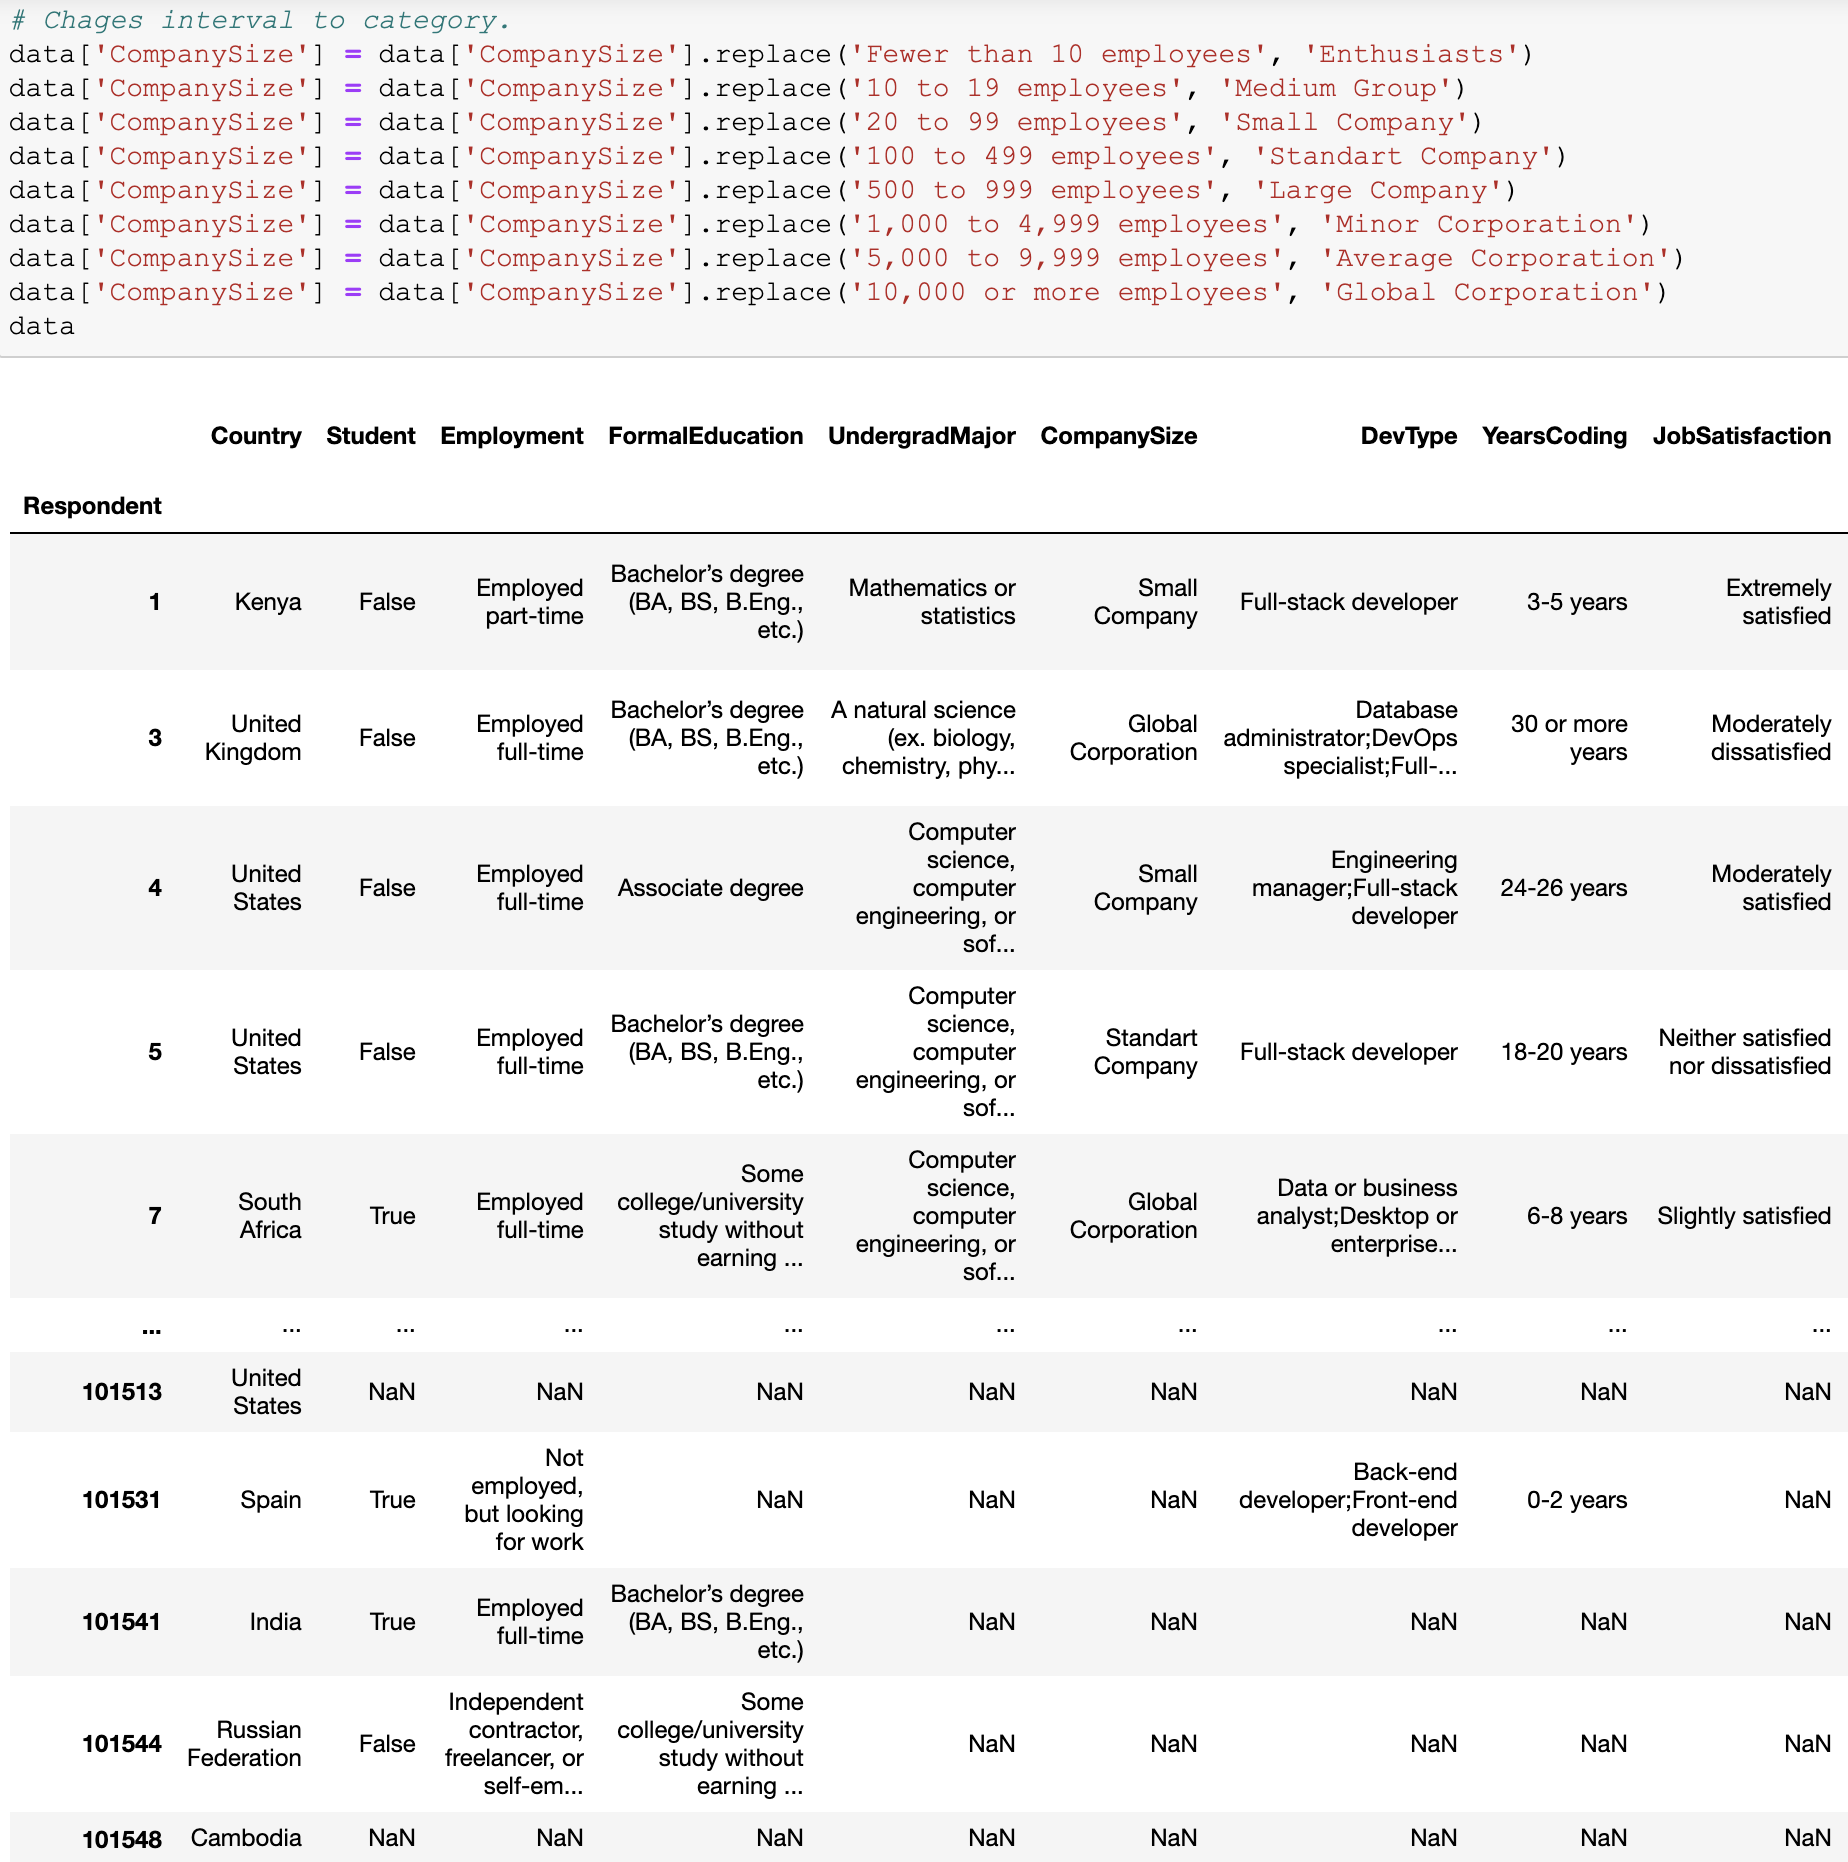 # Chages interval to category.
data['CompanySize'] = data['CompanySize'].replace('Fewer than 10 employees', 'Enthusiasts')
data['CompanySize'] = data['CompanySize'].replace('10 to 19 employees', 'Medium Group')
data['CompanySize'] = data['CompanySize'].replace('20 to 99 employees', 'Small Company')
data['CompanySize'] = data['CompanySize'].replace('100 to 499 employees', 'Standart Company')
data['CompanySize'] = data['CompanySize'].replace('500 to 999 employees', 'Large Company')
data['CompanySize'] = data['CompanySize'].replace('1,000 to 4,999 employees', 'Minor Corporation')
data['CompanySize'] = data['CompanySize'].replace('5,000 to 9,999 employees', 'Average Corporation')
data['CompanySize'] = data['CompanySize'].replace('10,000 or more employees', 'Global Corporation')
data
Country Student Employment FormalEducation UndergradMajor CompanySize DevType YearsCoding JobSatisfaction
Respondent
1 Kenya False Employed part-time Bachelor’s degree (BA, BS, B.Eng., etc.) Mathematics or statistics Small Company Full-stack developer 3-5 years Extremely satisfied
3 United Kingdom False Employed full-time Bachelor’s degree (BA, BS, B.Eng., etc.) A natural science (ex. biology, chemistry, phy... Global Corporation Database administrator;DevOps specialist;Full-... 30 or more years Moderately dissatisfied
4 United States False Employed full-time Associate degree Computer science, computer engineering, or sof... Small Company Engineering manager;Full-stack developer 24-26 years Moderately satisfied
5 United States False Employed full-time Bachelor’s degree (BA, BS, B.Eng., etc.) Computer science, computer engineering, or sof... Standart Company Full-stack developer 18-20 years Neither satisfied nor dissatisfied
7 South Africa True Employed full-time Some college/university study without earning ... Computer science, computer engineering, or sof... Global Corporation Data or business analyst;Desktop or enterprise... 6-8 years Slightly satisfied
... ... ... ... ... ... ... ... ... ...
101513 United States NaN NaN NaN NaN NaN NaN NaN NaN
101531 Spain True Not employed, but looking for work NaN NaN NaN Back-end developer;Front-end developer 0-2 years NaN
101541 India True Employed full-time Bachelor’s degree (BA, BS, B.Eng., etc.) NaN NaN NaN NaN NaN
101544 Russian Federation False Independent contractor, freelancer, or self-em... Some college/university study without earning ... NaN NaN NaN NaN NaN
101548 Cambodia NaN NaN NaN NaN NaN NaN NaN NaN